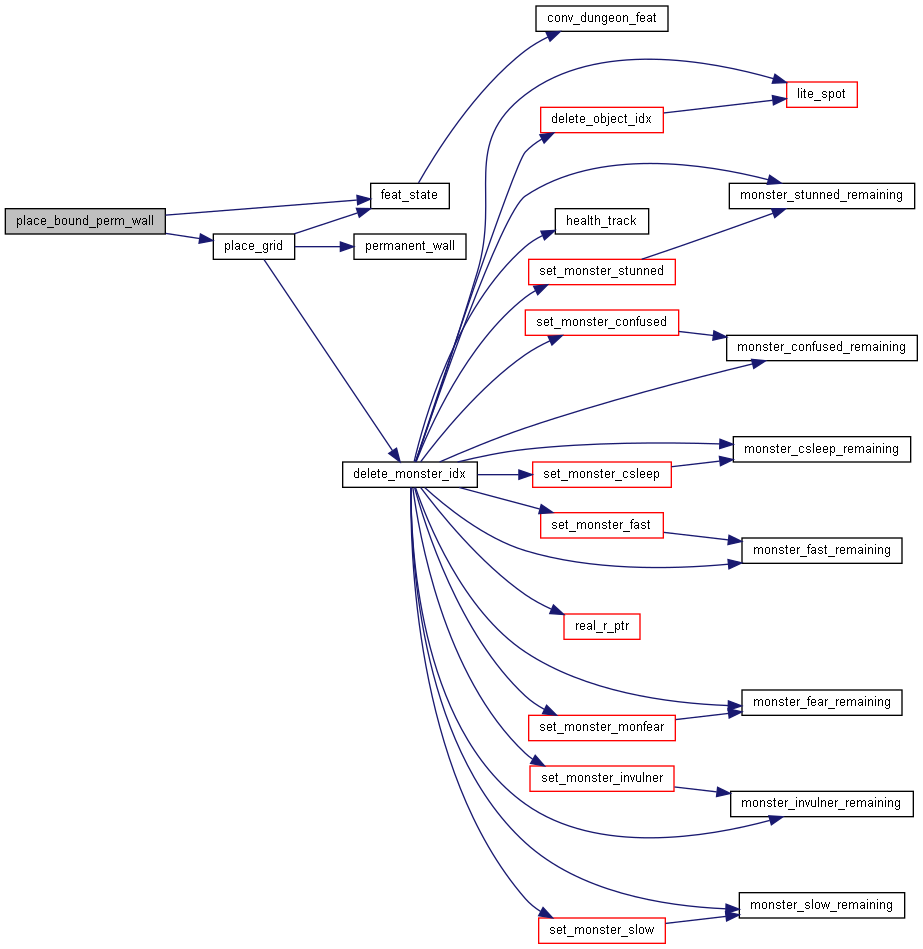 conv_dungeon_feat
lite_spot
delete_object_idx
feat_state
monster_stunned_remaining
place_bound_perm_wall
health_track
place_grid
permanent_wall
set_monster_stunned
set_monster_confused
monster_confused_remaining
monster_csleep_remaining
delete_monster_idx
set_monster_csleep
set_monster_fast
monster_fast_remaining
real_r_ptr
monster_fear_remaining
set_monster_monfear
set_monster_invulner
monster_invulner_remaining
monster_slow_remaining
set_monster_slow